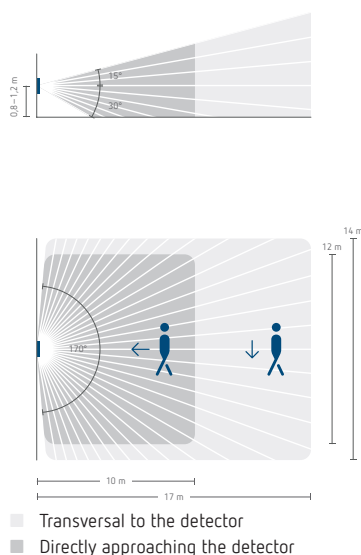 15°
30°
0,8–1,2 m
14 m
12 m
170°
10 m
17 m
Transversal to the detector
Directly approaching the detector